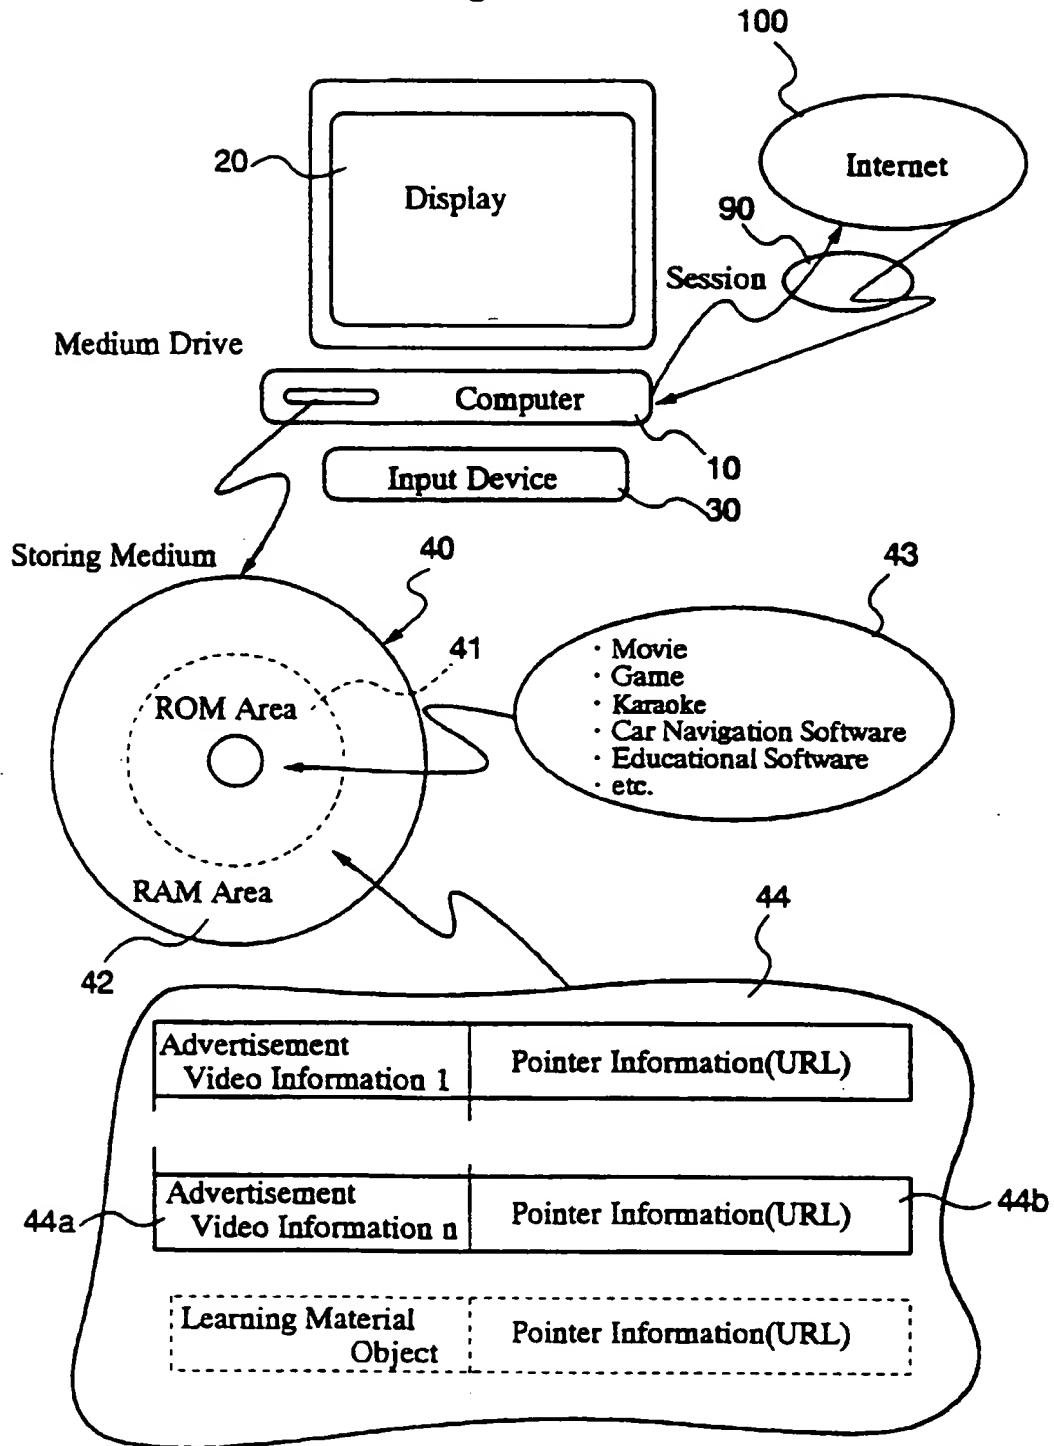 100
20
Display
Internet
90
Session
Medium Drive
Computer
10
Input Device
30
Storing Medium
40
43
41
ROM Area
· Movie
· Game
· Karaoke
· Car Navigation Software
· Educational Software
· etc.
RAM Area
42
44
Advertisement
Video Information 1
Pointer Information(URL)
Advertisement
Video Information n
Pointer Information(URL)
44a
44b
Learning Material
Object
Pointer Information(URL)